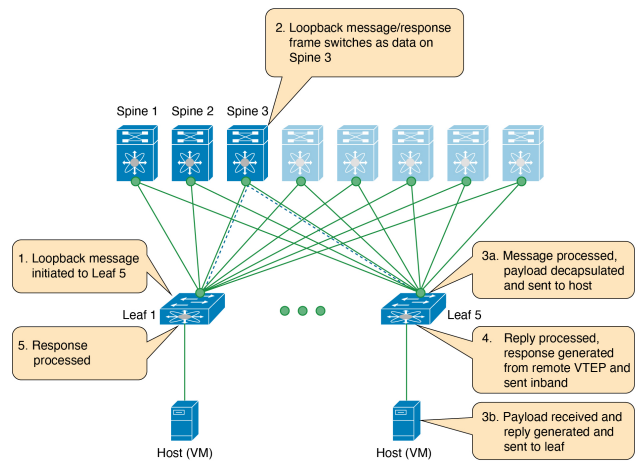 2. Loopback message/response
frame switches as data on
Spine 3
Spine 1
Spine 2
Spine 3
1. Loopback message
initiated to Leaf 5
3a. Message processed,
payload decapsulated
and sent to host
Leaf 1
Leaf 5
5. Response
processed
4. Reply processed,
response generated
from remote VTEP and
sent inband
3b. Payload received and
reply generated and
sent to leaf
Host (VM)
Host (VM)